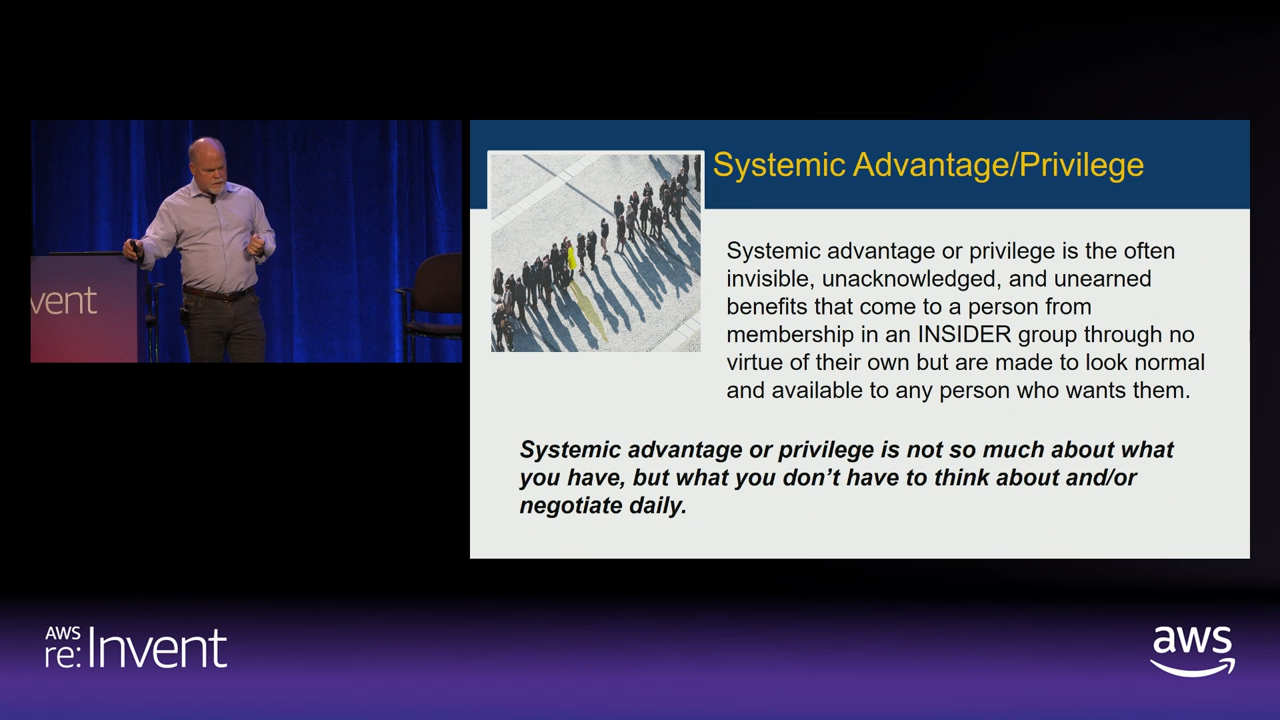 Systemic Advantage/Privilege
Systemic advantage or privilege is the often
invisible, unacknowledged, and unearned
benefits that come to a person from
membership in an INSIDER group through no
virtue of their own but are made to look normal
and available to any person who wants them.
Systemic advantage or privilege is not so much about what
you have, but what you don’t have to think about and/or
negotiate daily.
vent
AWS
re:Invent
aws